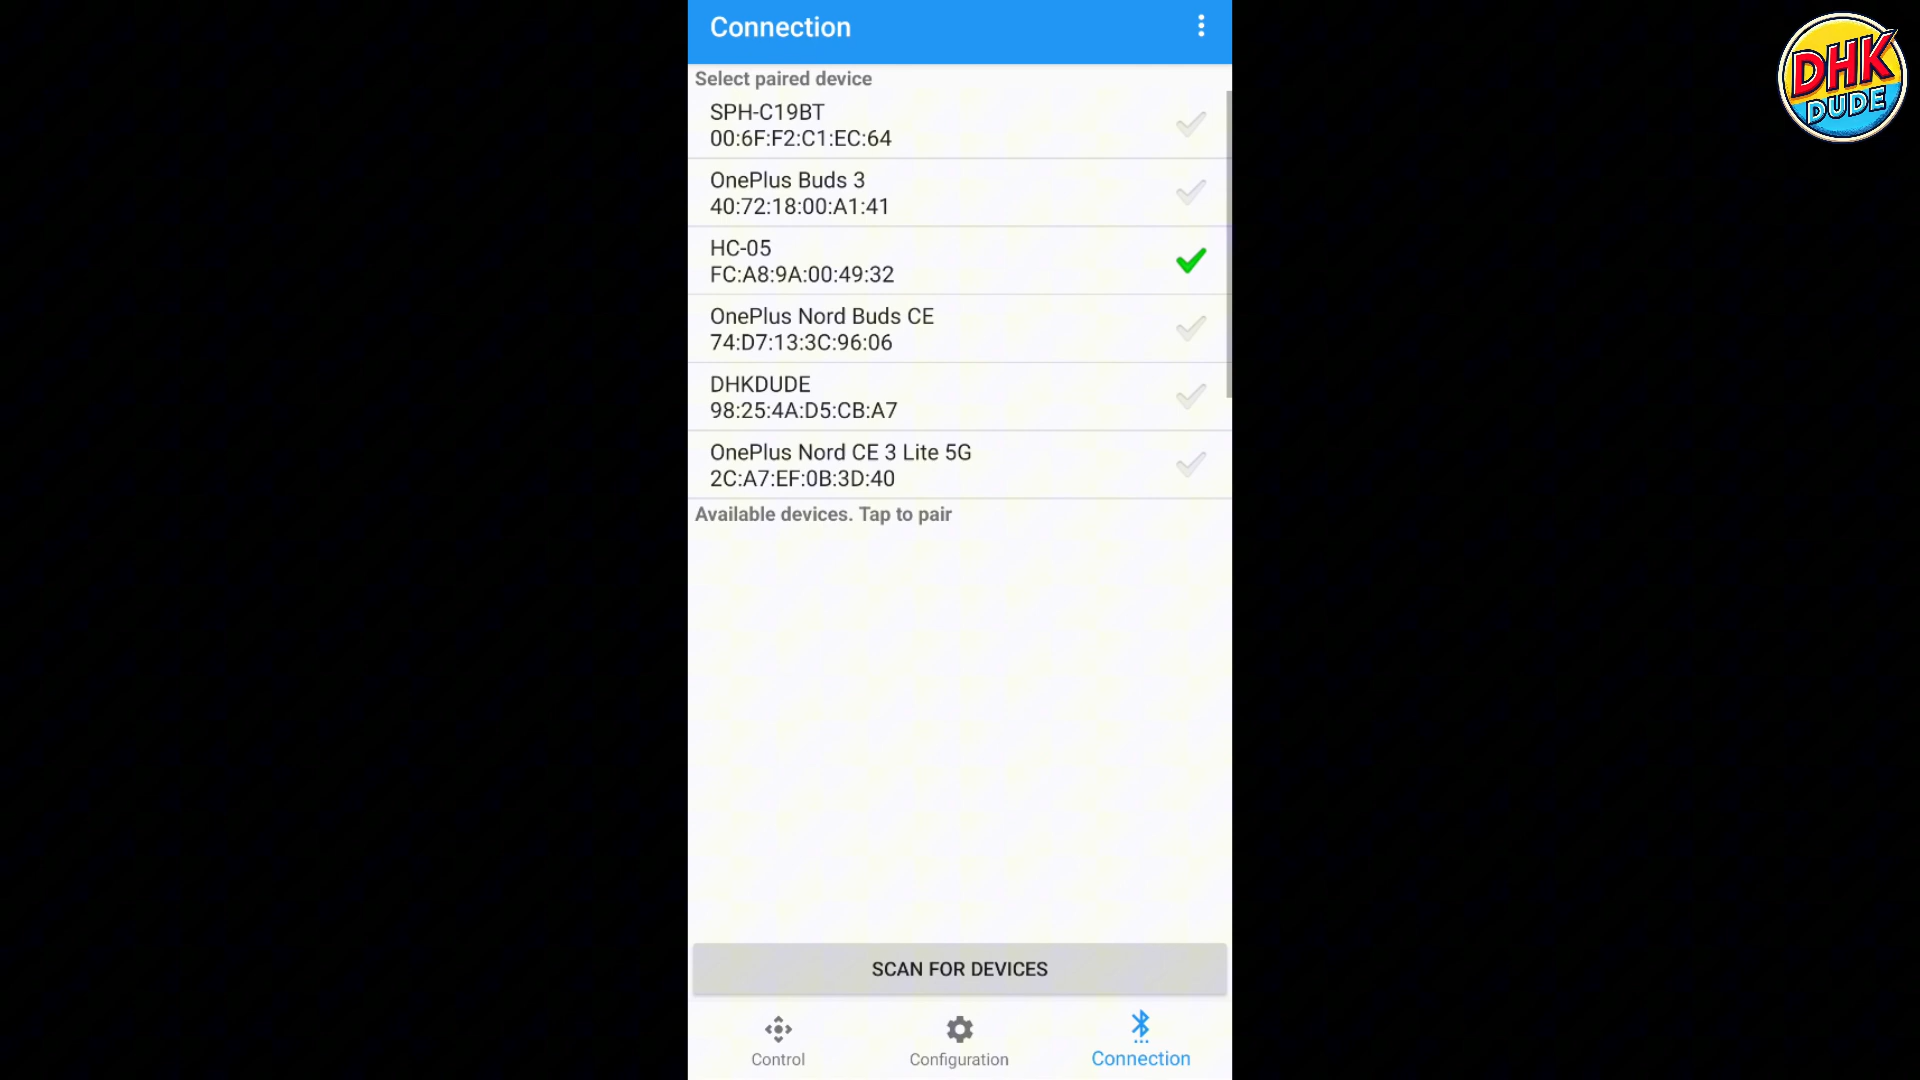 Connection
Select paired device
SPH-C19BT
00:6F:F2:C1:EC:64
OnePlus Buds 3
40:72:18:00:A1:41
HC-05
FC:A8:9A:00:49:32
OnePlus Nord Buds CE
74:D7:13:3C:96:06
DHKDUDE
98:25:4A:D5:CB:A7
OnePlus Nord CE 3 Lite 5G
2C:A7:EF:0B:3D:40
Available devices. Tap to pair
SCAN FOR DEVICES
Control
Configuration
Connection
DHK
DUDE